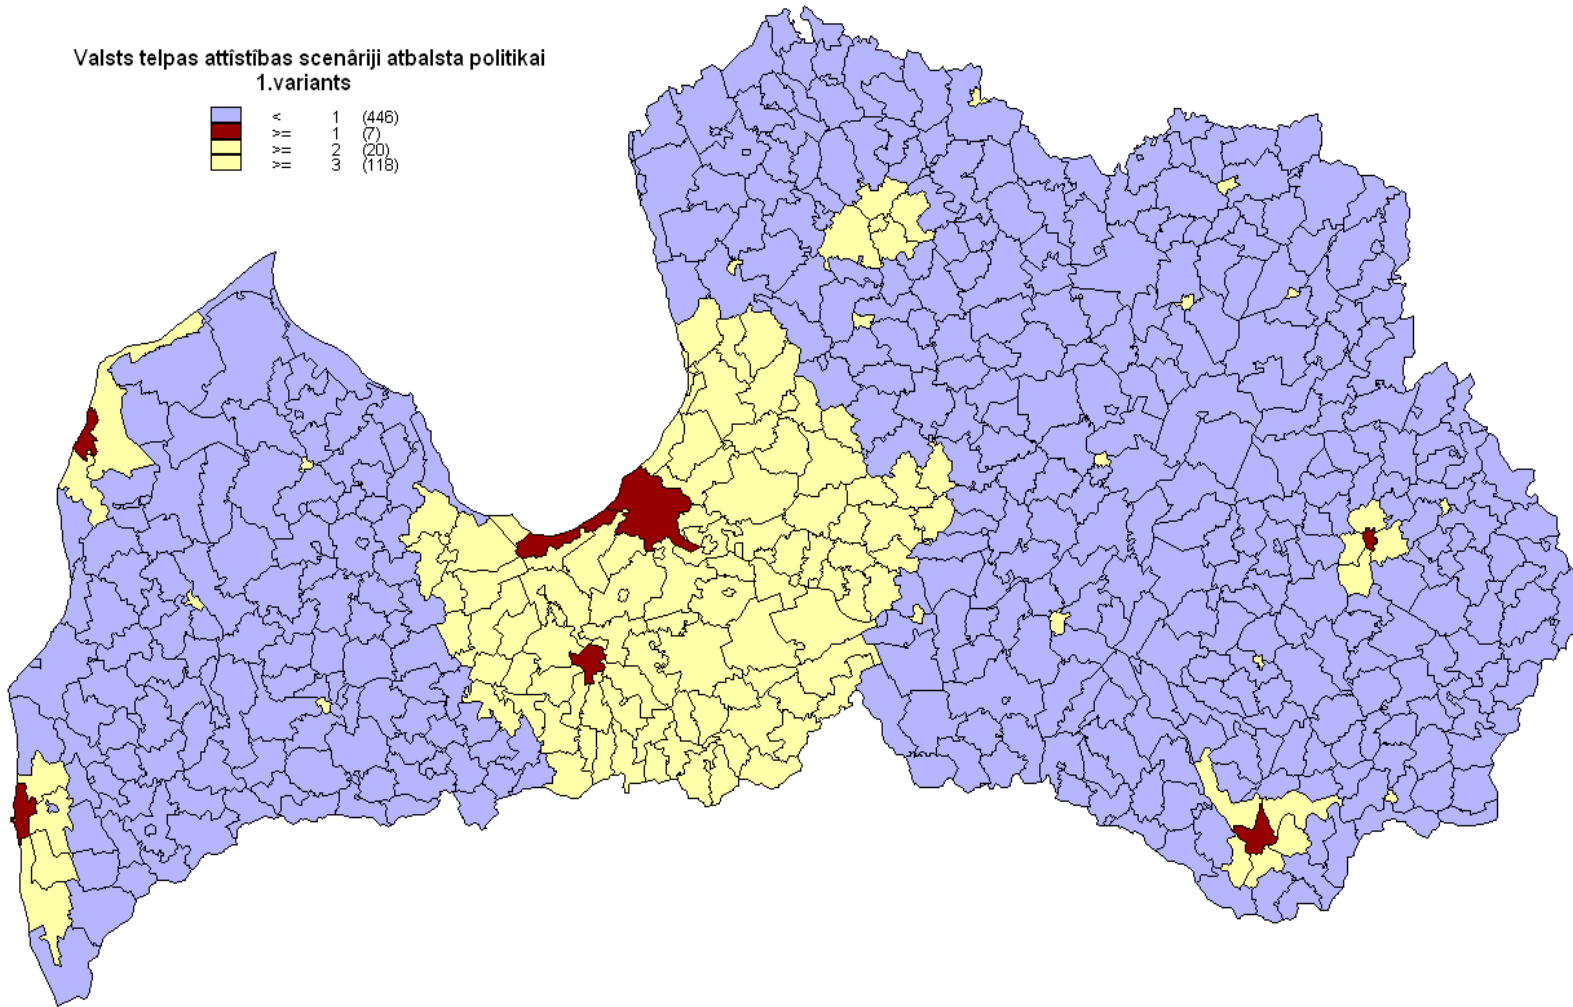 Valsts telpas attīstības scenāriji atbalsta politikai
1.variants
< 1 (446)
>= 1 (7)
>= 2 (20)
>= 3 (118)